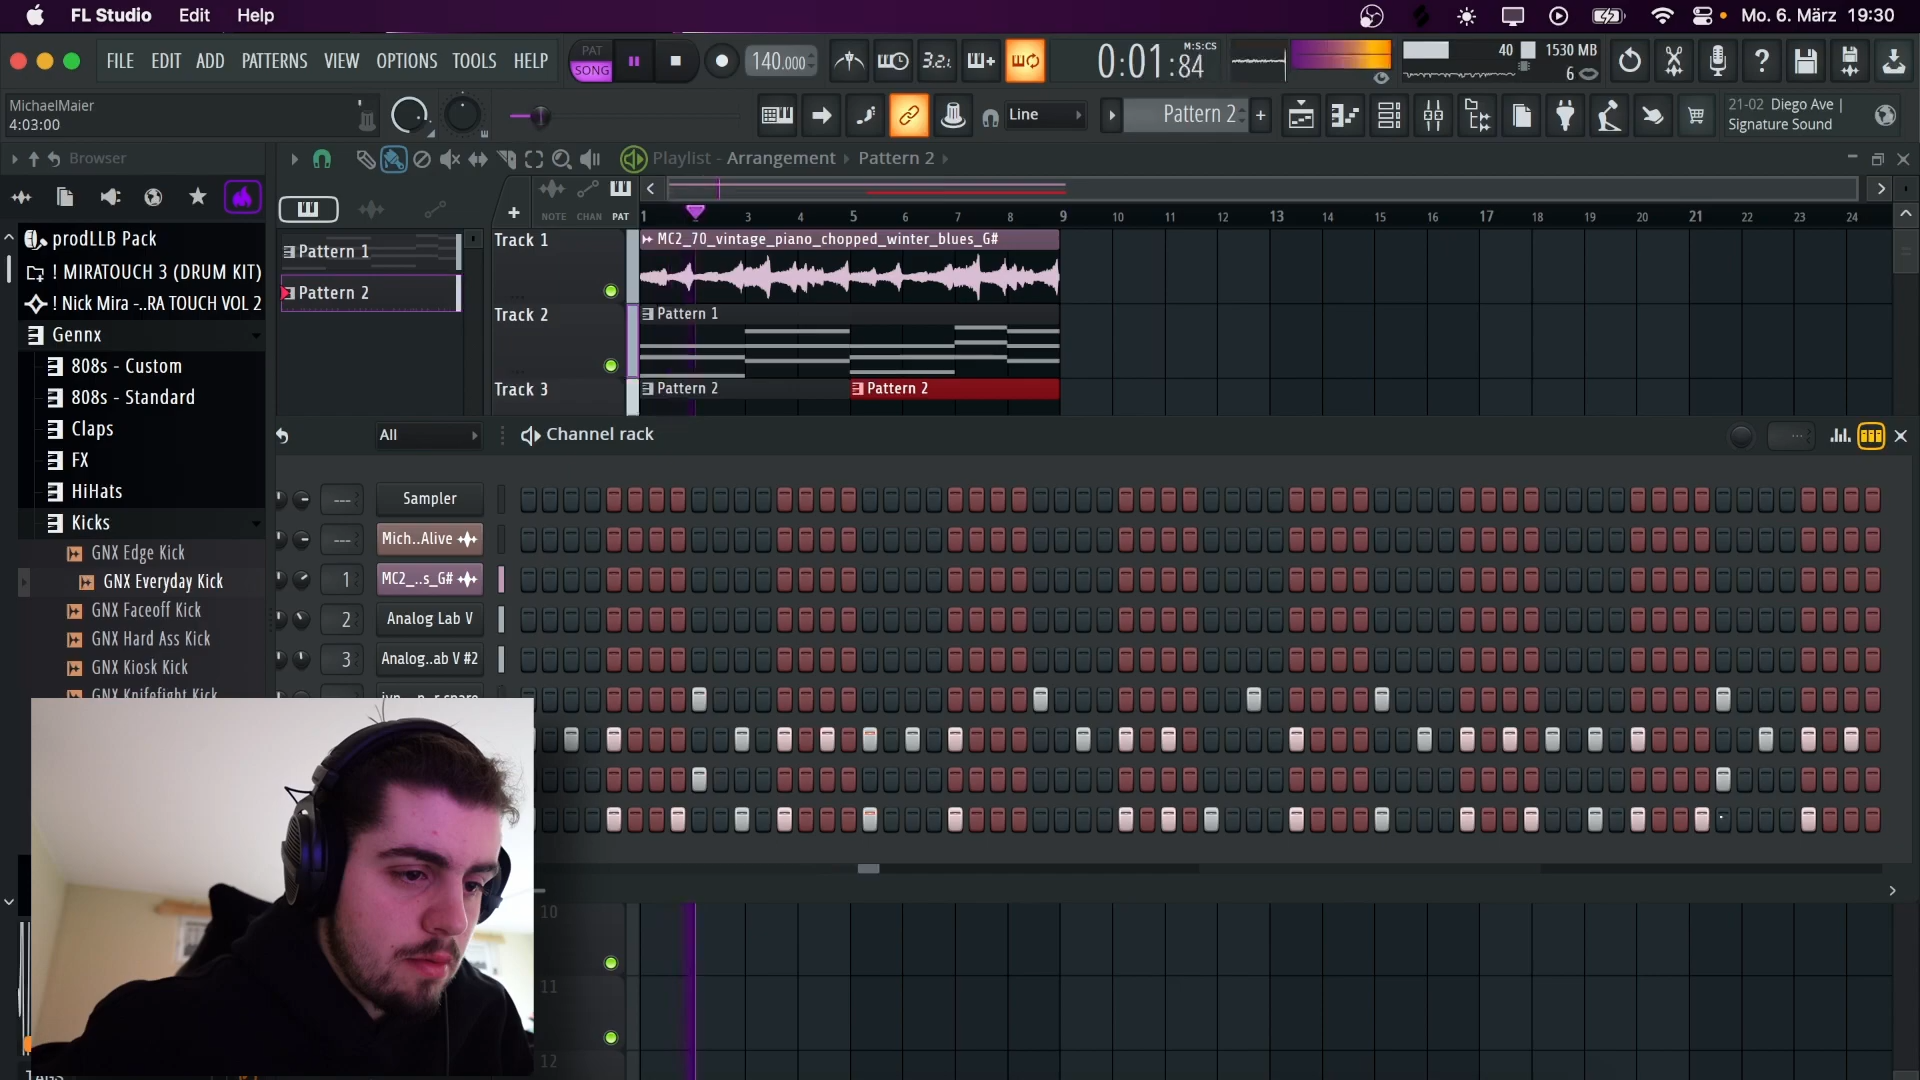 FL Studio Edit Help
Mo. 6. März 19:30
FILE EDIT ADD PATTERNS VIEW OPTIONS TOOLS HELP
PAT
SONG
140.000
3.2.
0:01:84
M:S:CS
40
1530 MB
6
MichaelMaier
4:03:00
Line
Pattern 2
+
21-02 Diego Ave |
Signature Sound
Browser
Playlist - Arrangement › Pattern 2 ›
NOTE CHAN PAT
1 3 4 5 6 7 8 9 10 11 12 13 14 15 16 17 18 19 20 21 22 23 24
prodLLB Pack
! MIRATOUCH 3 (DRUM KIT)
! Nick Mira -..RA TOUCH VOL 2
Gennx
808s - Custom
808s - Standard
Claps
FX
HiHats
Kicks
GNX Edge Kick
GNX Everyday Kick
GNX Faceoff Kick
GNX Hard Ass Kick
GNX Kiosk Kick
GNX Knifefight Kick
Pattern 1
Pattern 2
Track 1
MC2_70_vintage_piano_chopped_winter_blues_G#
Track 2
Pattern 1
Track 3
Pattern 2
Pattern 2
All
Channel rack
--- Sampler
--- Mich..Alive
1 MC2_..s_G#
2 Analog Lab V
3 Analog..ab V #2
10
11
12
TAGS